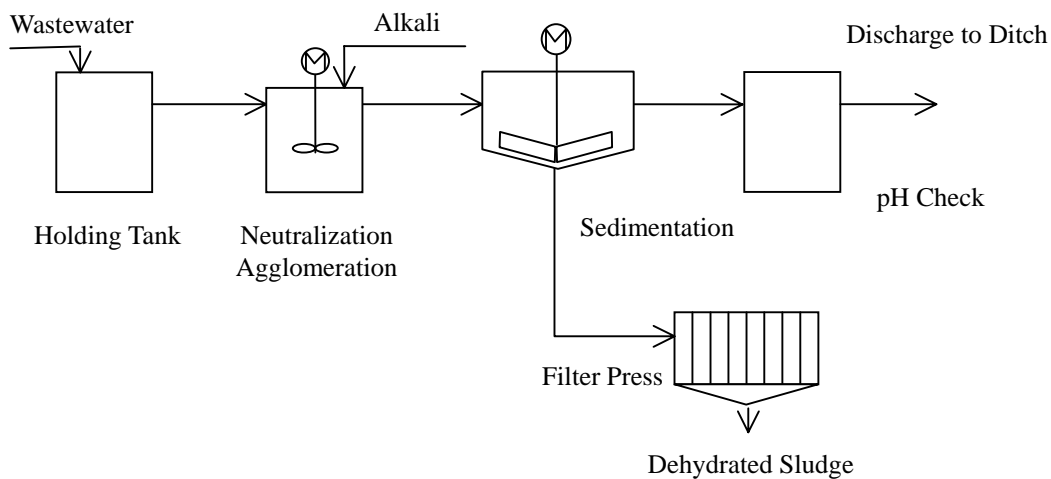 Wastewater
Alkali
Discharge to Ditch
M
M
Holding Tank
Neutralization
Agglomeration
Sedimentation
pH Check
Filter Press
Dehydrated Sludge